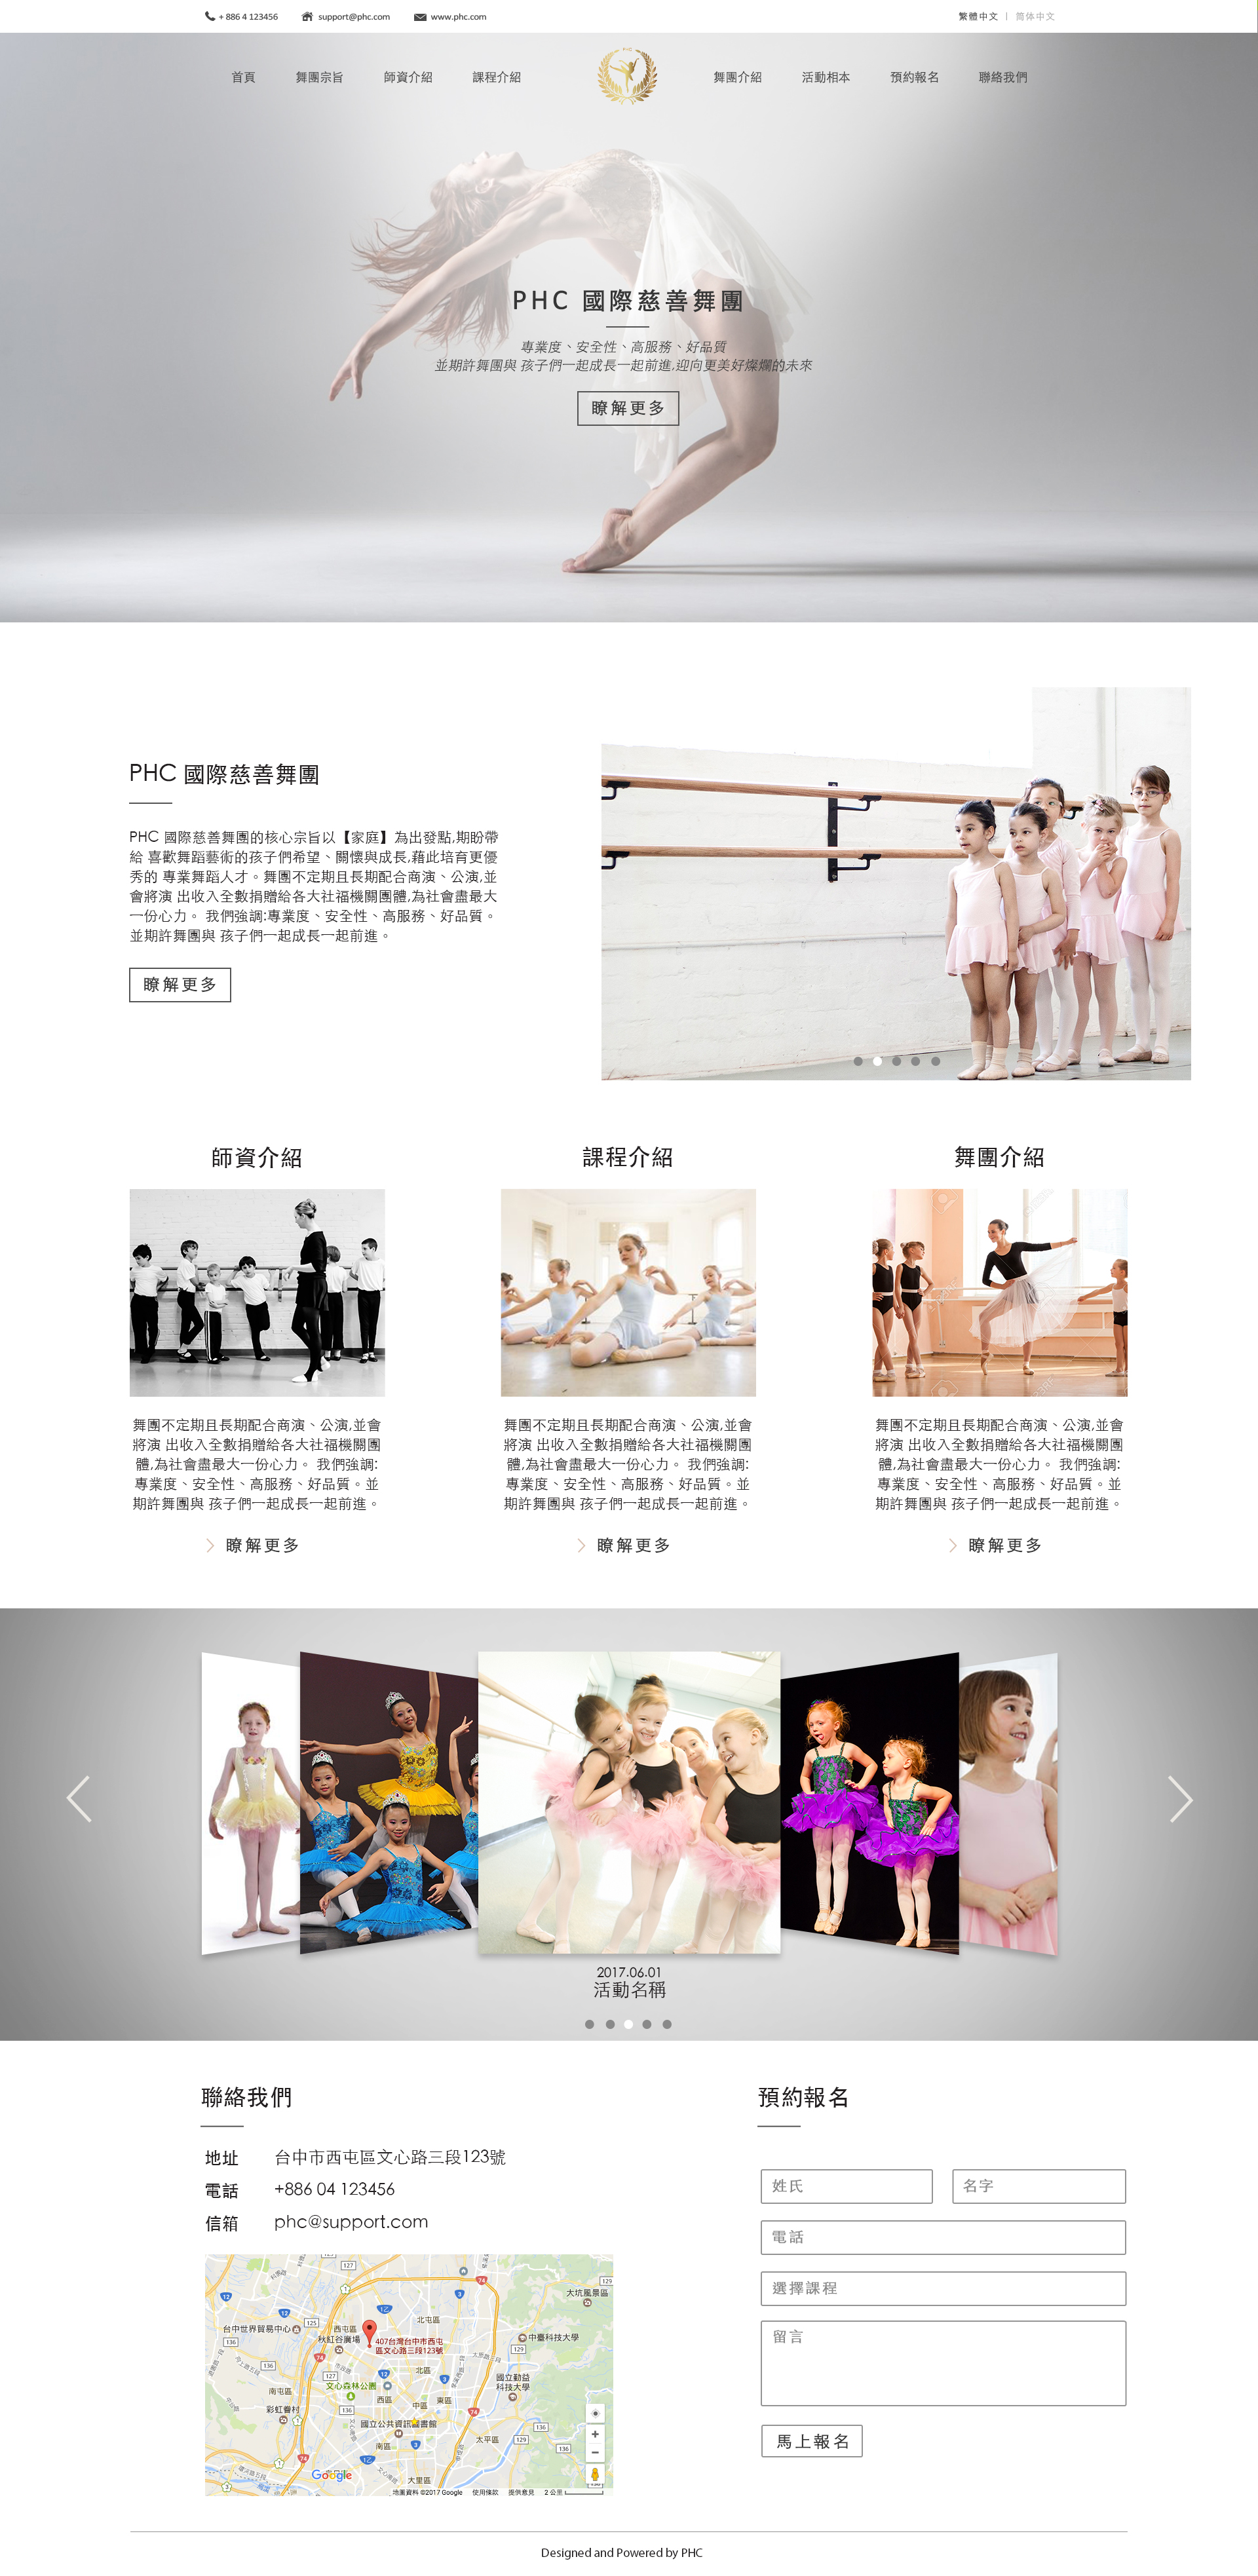 + 886 4 123456
support@phc.com
www.phc.com
繁體中文 | 简体中文
首頁 舞團宗旨 師資介紹 課程介紹 舞團介紹 活動相本 預約報名 聯絡我們
PHC 國際慈善舞團
專業度、安全性、高服務、好品質
並期許舞團與 孩子們一起成長一起前進,迎向更美好燦爛的未來
瞭解更多
PHC 國際慈善舞團
PHC 國際慈善舞團的核心宗旨以【家庭】為出發點,期盼帶
給 喜歡舞蹈藝術的孩子們希望、關懷與成長,藉此培育更優
秀的 專業舞蹈人才。舞團不定期且長期配合商演、公演,並
會將演 出收入全數捐贈給各大社福機關團體,為社會盡最大
一份心力。 我們強調:專業度、安全性、高服務、好品質。
並期許舞團與 孩子們一起成長一起前進。
瞭解更多
師資介紹
舞團不定期且長期配合商演、公演,並會
將演 出收入全數捐贈給各大社福機關團
體,為社會盡最大一份心力。 我們強調:
專業度、安全性、高服務、好品質。並
期許舞團與 孩子們一起成長一起前進。
瞭解更多
課程介紹
舞團不定期且長期配合商演、公演,並會
將演 出收入全數捐贈給各大社福機關團
體,為社會盡最大一份心力。 我們強調:
專業度、安全性、高服務、好品質。並
期許舞團與 孩子們一起成長一起前進。
瞭解更多
舞團介紹
舞團不定期且長期配合商演、公演,並會
將演 出收入全數捐贈給各大社福機關團
體,為社會盡最大一份心力。 我們強調:
專業度、安全性、高服務、好品質。並
期許舞團與 孩子們一起成長一起前進。
瞭解更多
2017.06.01
活動名稱
聯絡我們
地址 台中市西屯區文心路三段123號
電話 +886 04 123456
信箱 phc@support.com
大坑風景區
北屯區
台中世界貿易中心
西屯區
秋紅谷廣場
407台灣台中市西屯
區文心路三段123號
中臺科技大學
北區
國立勤益
科技大學
文心森林公園
南屯區
西區
中區
東區
彩虹眷村
國立公共資訊圖書館
南區
太平區
大里區
Google
地圖資料 ©2017 Google 使用條款 提供意見 2 公里
預約報名
姓氏
名字
電話
選擇課程
留言
馬上報名
Designed and Powered by PHC